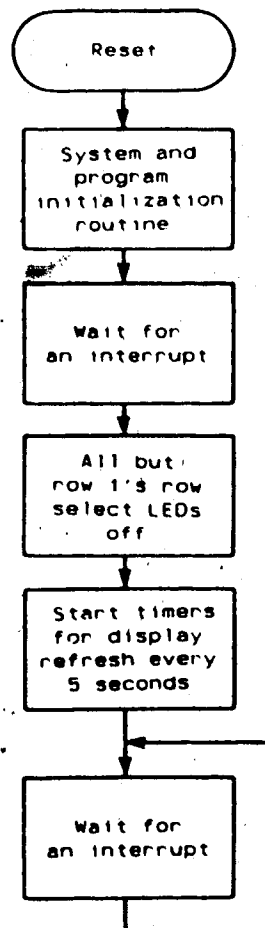 Reset
System and
program
initialization
routine
Wait for
an interrupt
All but
row 1's row
select LEDs
off
Start timers
for display
refresh every
5 seconds
Wait for
an interrupt